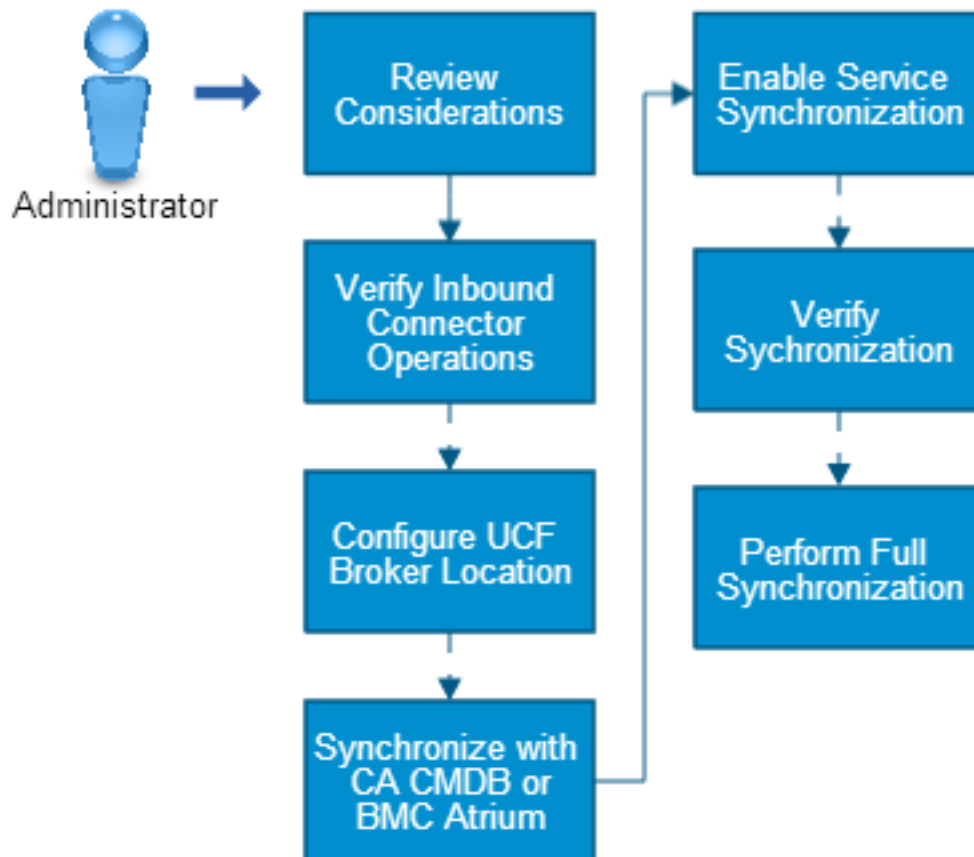 Administrator
Review
Considerations
Verify Inbound
Connector
Operations
Configure UCF
Broker Location
Synchronize with
CA CMDB or
BMC Atrium
Enable Service
Synchronization
Verify
Sychronization
Perform Full
Synchronization